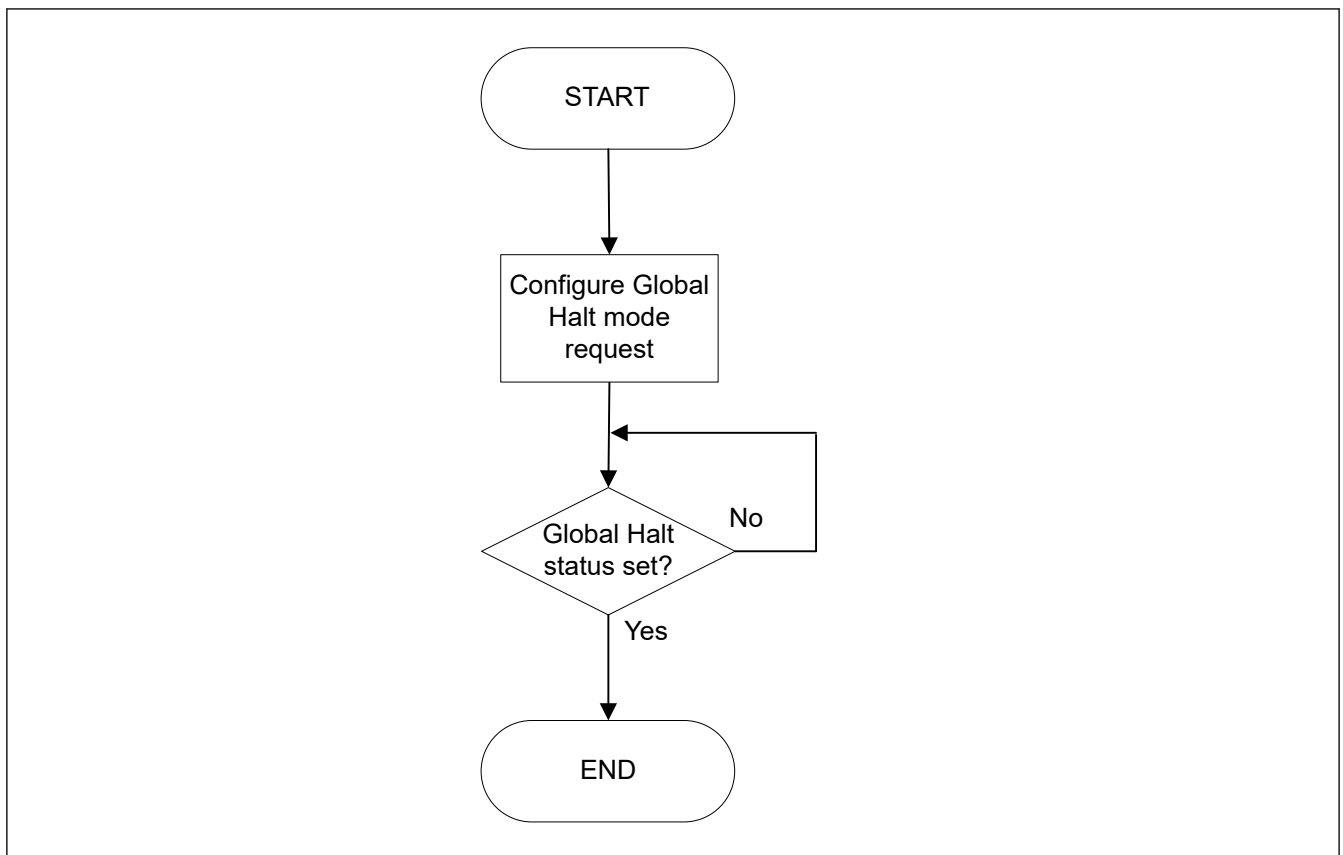 START
Configure Global
Halt mode
request
No
Global Halt
status set?
Yes
END